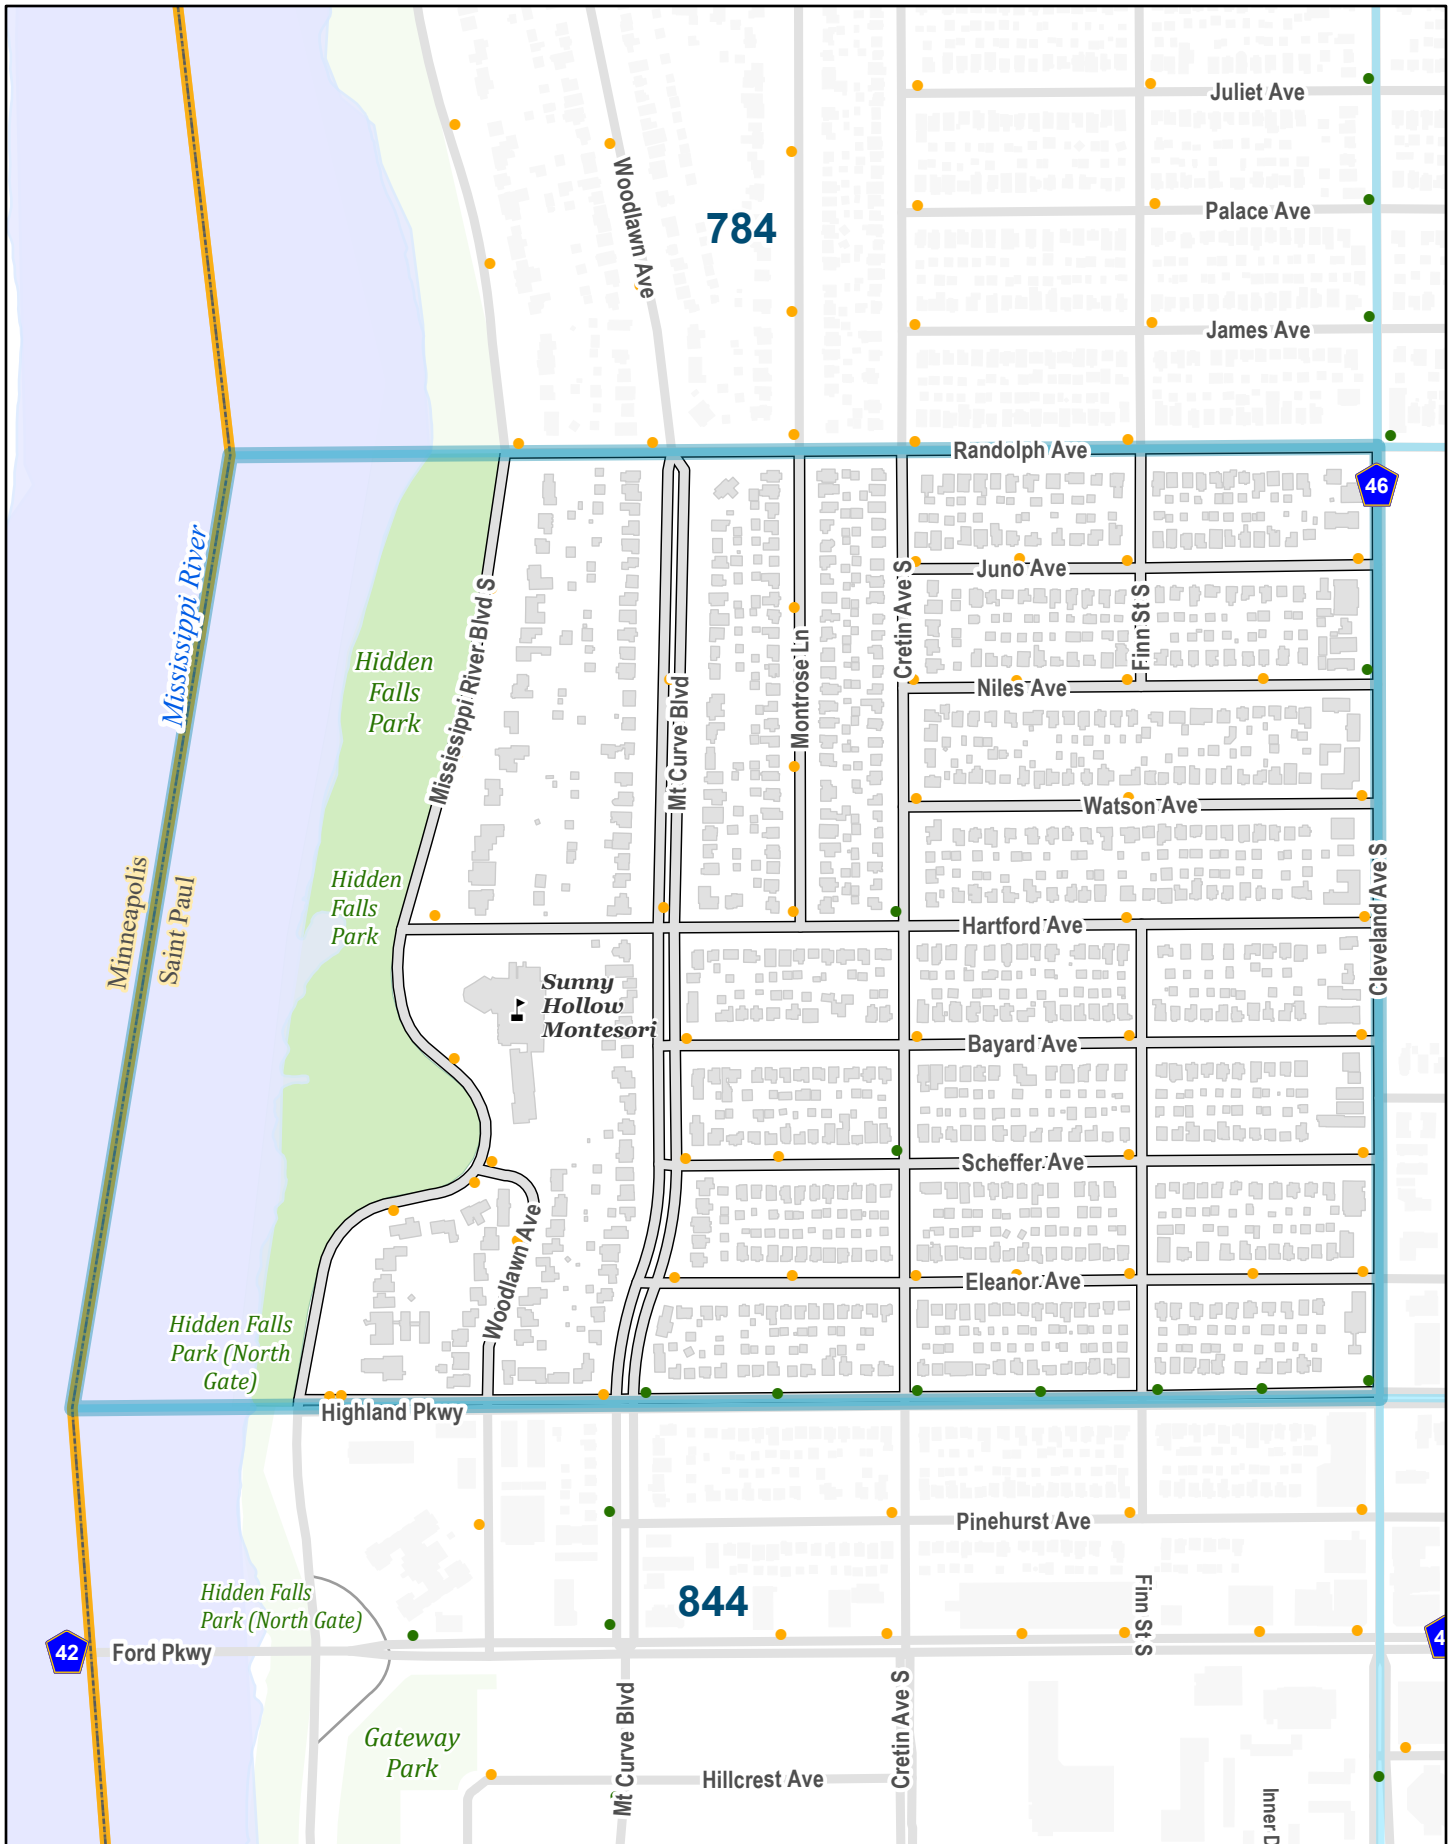 Juliet Ave
Woodlawn Ave
Palace Ave
784
James Ave
Randolph Ave
46
Mississippi River
Juno Ave
Cretin Ave S
Finn St S
Mississippi River Blvd S
Hidden
Falls
Park
Montrose Ln
Mt Curve Blvd
Niles Ave
Watson Ave
Minneapolis
Saint Paul
Hidden
Falls
Park
Hartford Ave
Cleveland Ave S
Sunny
Hollow
Montesori
Bayard Ave
Scheffer Ave
Woodlawn Ave
Eleanor Ave
Hidden Falls
Park (North
Gate)
Highland Pkwy
Pinehurst Ave
Hidden Falls
Park (North Gate)
844
Finn St S
42
Ford Pkwy
4
Gateway
Park
Mt Curve Blvd
Cretin Ave S
Hillcrest Ave
Inner D